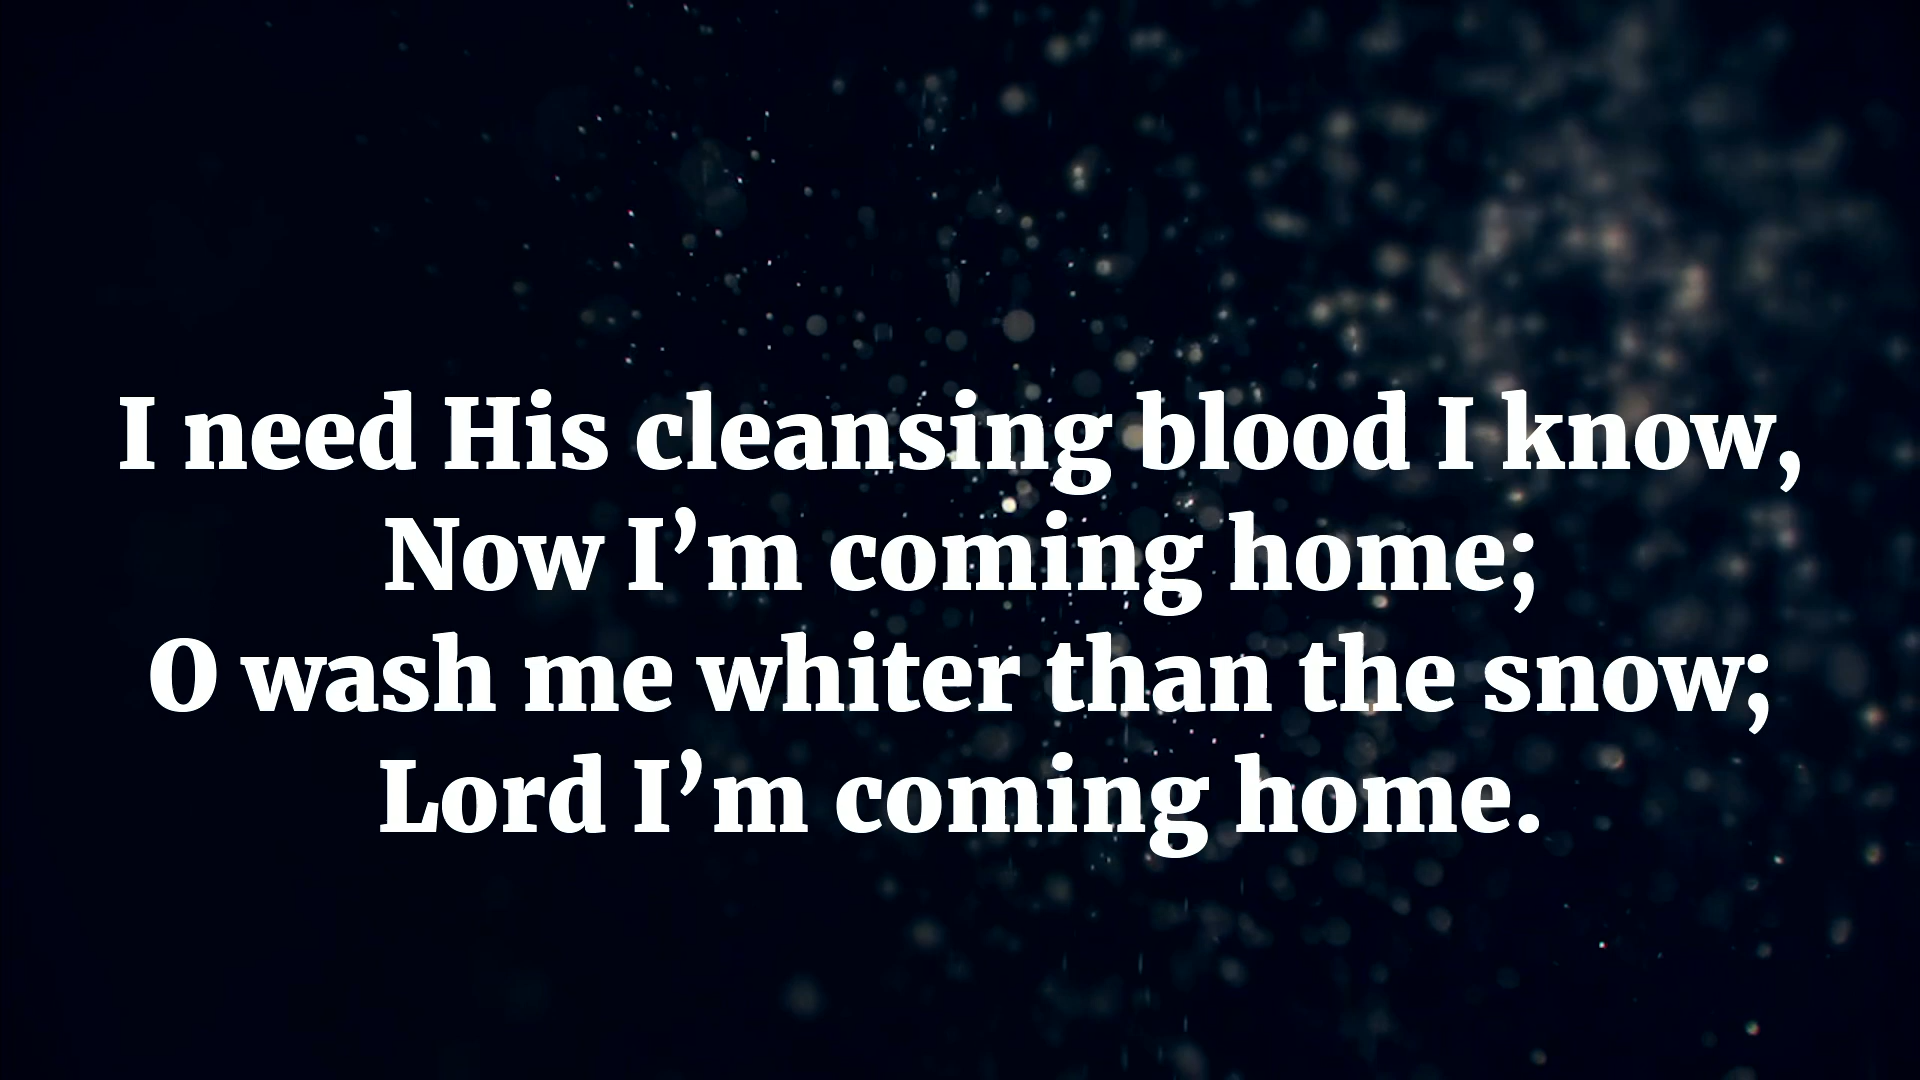 I need His cleansing blood I know,
Now I’m coming home;
O wash me whiter than the snow;
Lord I’m coming home.